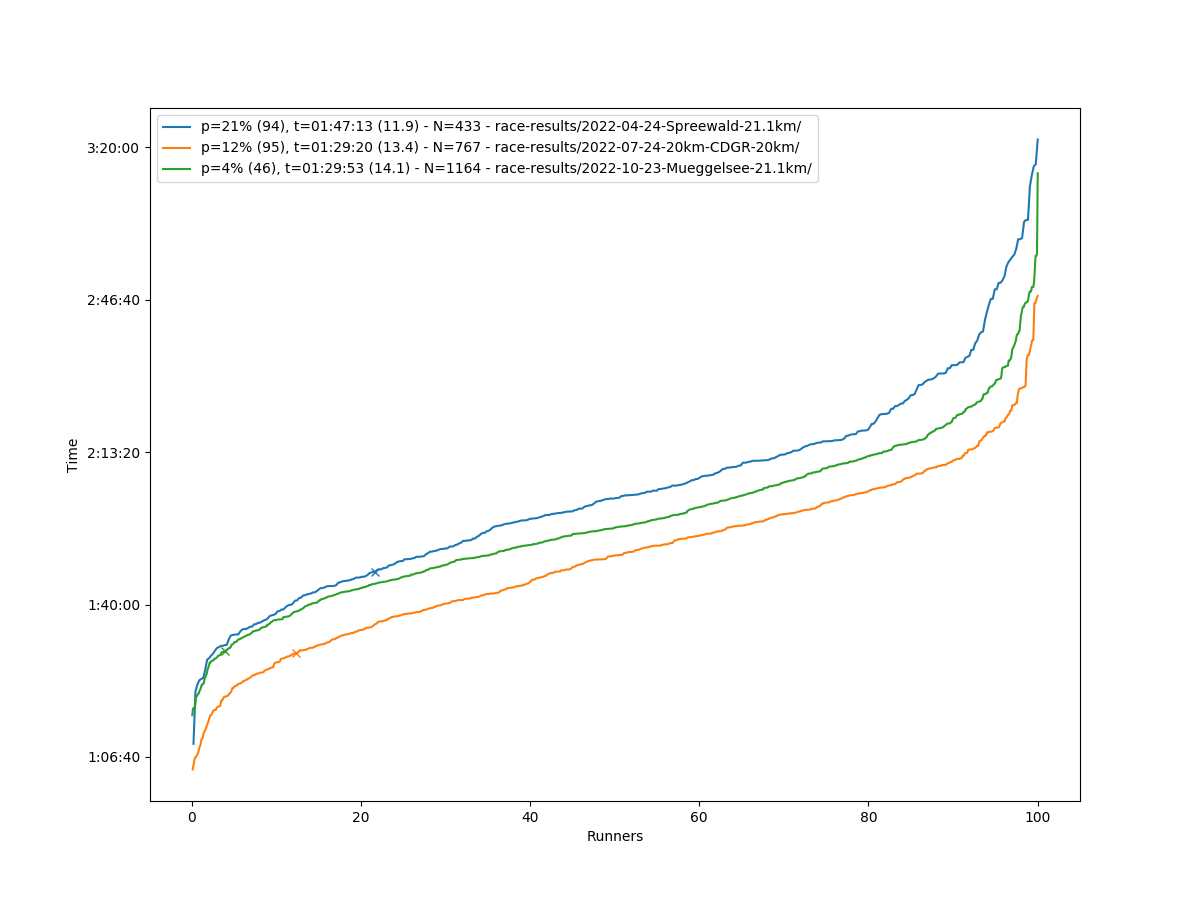 p=21% (94), t=01:47:13 (11.9) - N=433 - race-results/2022-04-24-Spreewald-21.1km/
p=12% (95), t=01:29:20 (13.4) - N=767 - race-results/2022-07-24-20km-CDGR-20km/
p=4% (46), t=01:29:53 (14.1) - N=1164 - race-results/2022-10-23-Mueggelsee-21.1km/
3:20:00
2:46:40
2:13:20
1:40:00
1:06:40
Time
0 20 40 60 80 100
Runners